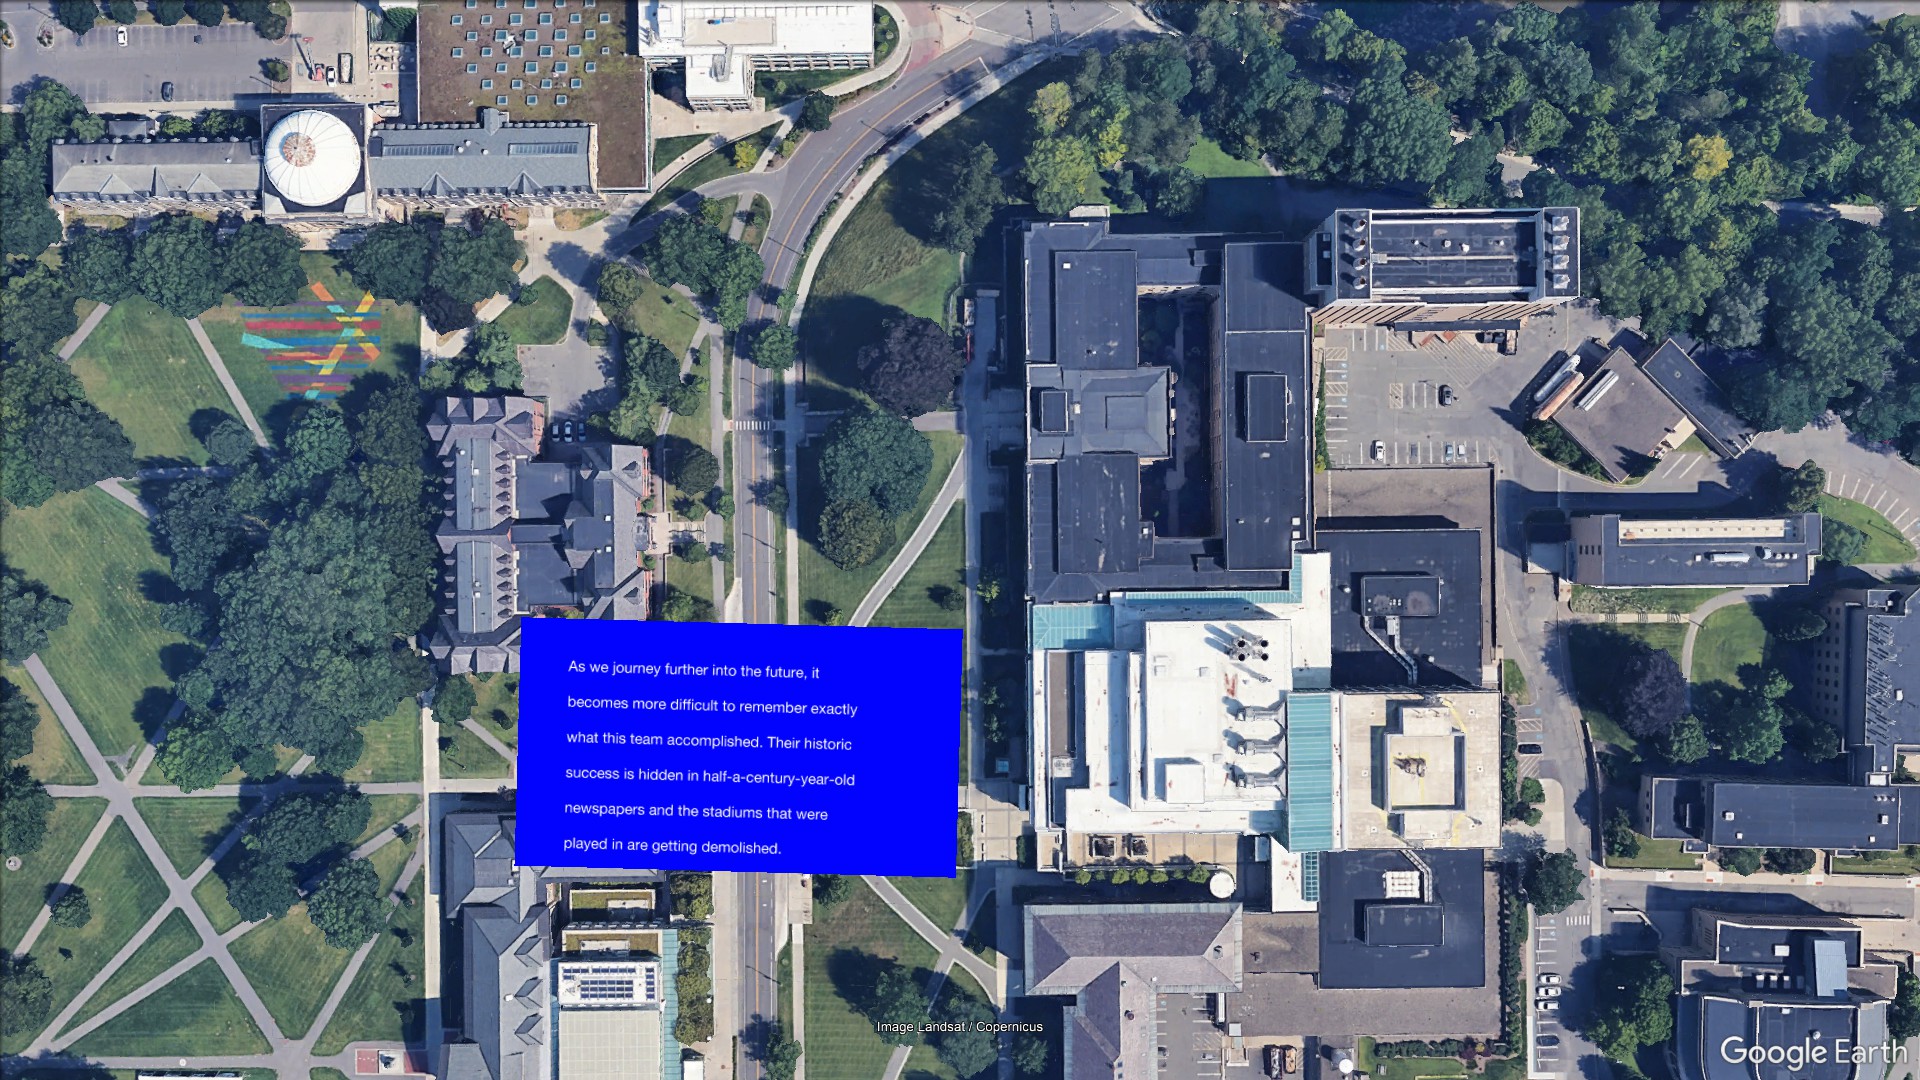 As we journey further into the future, it
becomes more difficult to remember exactly
what this team accomplished. Their historic
success is hidden in half-a-century-year-old
newspapers and the stadiums that were
played in are getting demolished.
Image Landsat / Copernicus
Google Earth